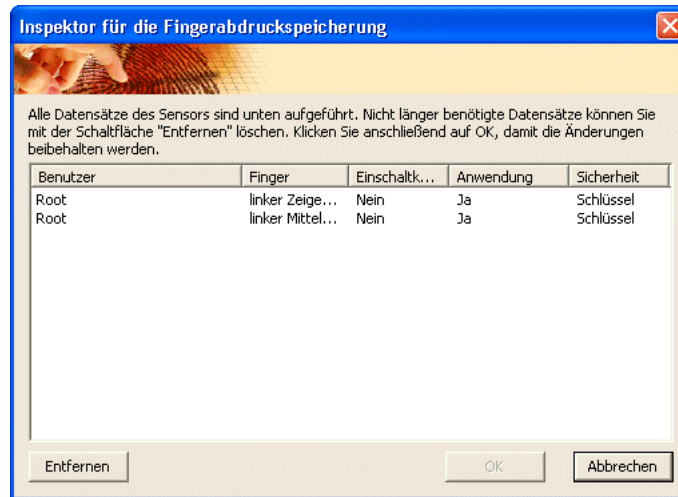 Inspektor für die Fingerabdruckspeicherung
Alle Datensätze des Sensors sind unten aufgeführt. Nicht länger benötigte Datensätze können Sie
mit der Schaltfläche "Entfernen" löschen. Klicken Sie anschließend auf OK, damit die Änderungen
beibehalten werden.
Benutzer Finger Einschaltk... Anwendung Sicherheit
Root linker Zeige... Nein Ja Schlüssel
Root linker Mittel... Nein Ja Schlüssel
Entfernen OK Abbrechen